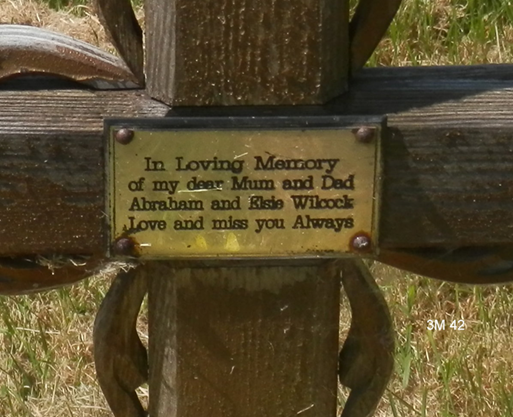 In Loving Memory
of my dear Mum and Dad
Abraham and Elsie Wilcock
Love and miss you Always
3M 42